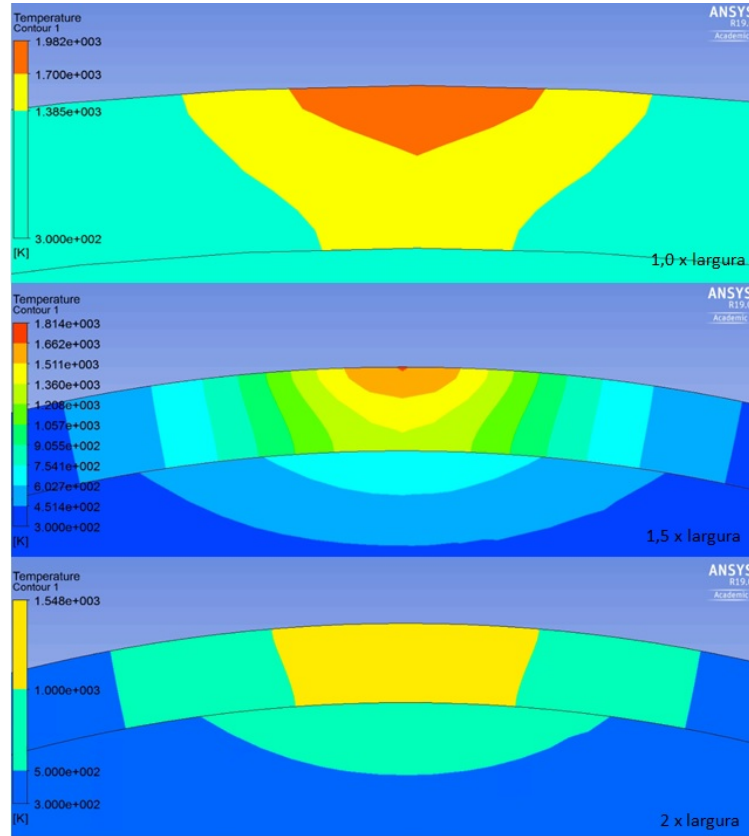 Temperature
Contour 1
1.982e+003
1.700e+003
1.385e+003
3.000e+002
[K]
ANSYS
R19.
Academic
1,0 x largura
Temperature
Contour 1
1.814e+003
1.662e+003
1.511e+003
1.360e+003
1.208e+003
1.057e+003
9.055e+002
7.541e+002
6.027e+002
4.514e+002
3.000e+002
[K]
ANSYS
R19.
Academic
1,5 x largura
Temperature
Contour 1
1.548e+003
1.000e+003
5.000e+002
3.000e+002
[K]
ANSYS
R19.
Academic
2 x largura